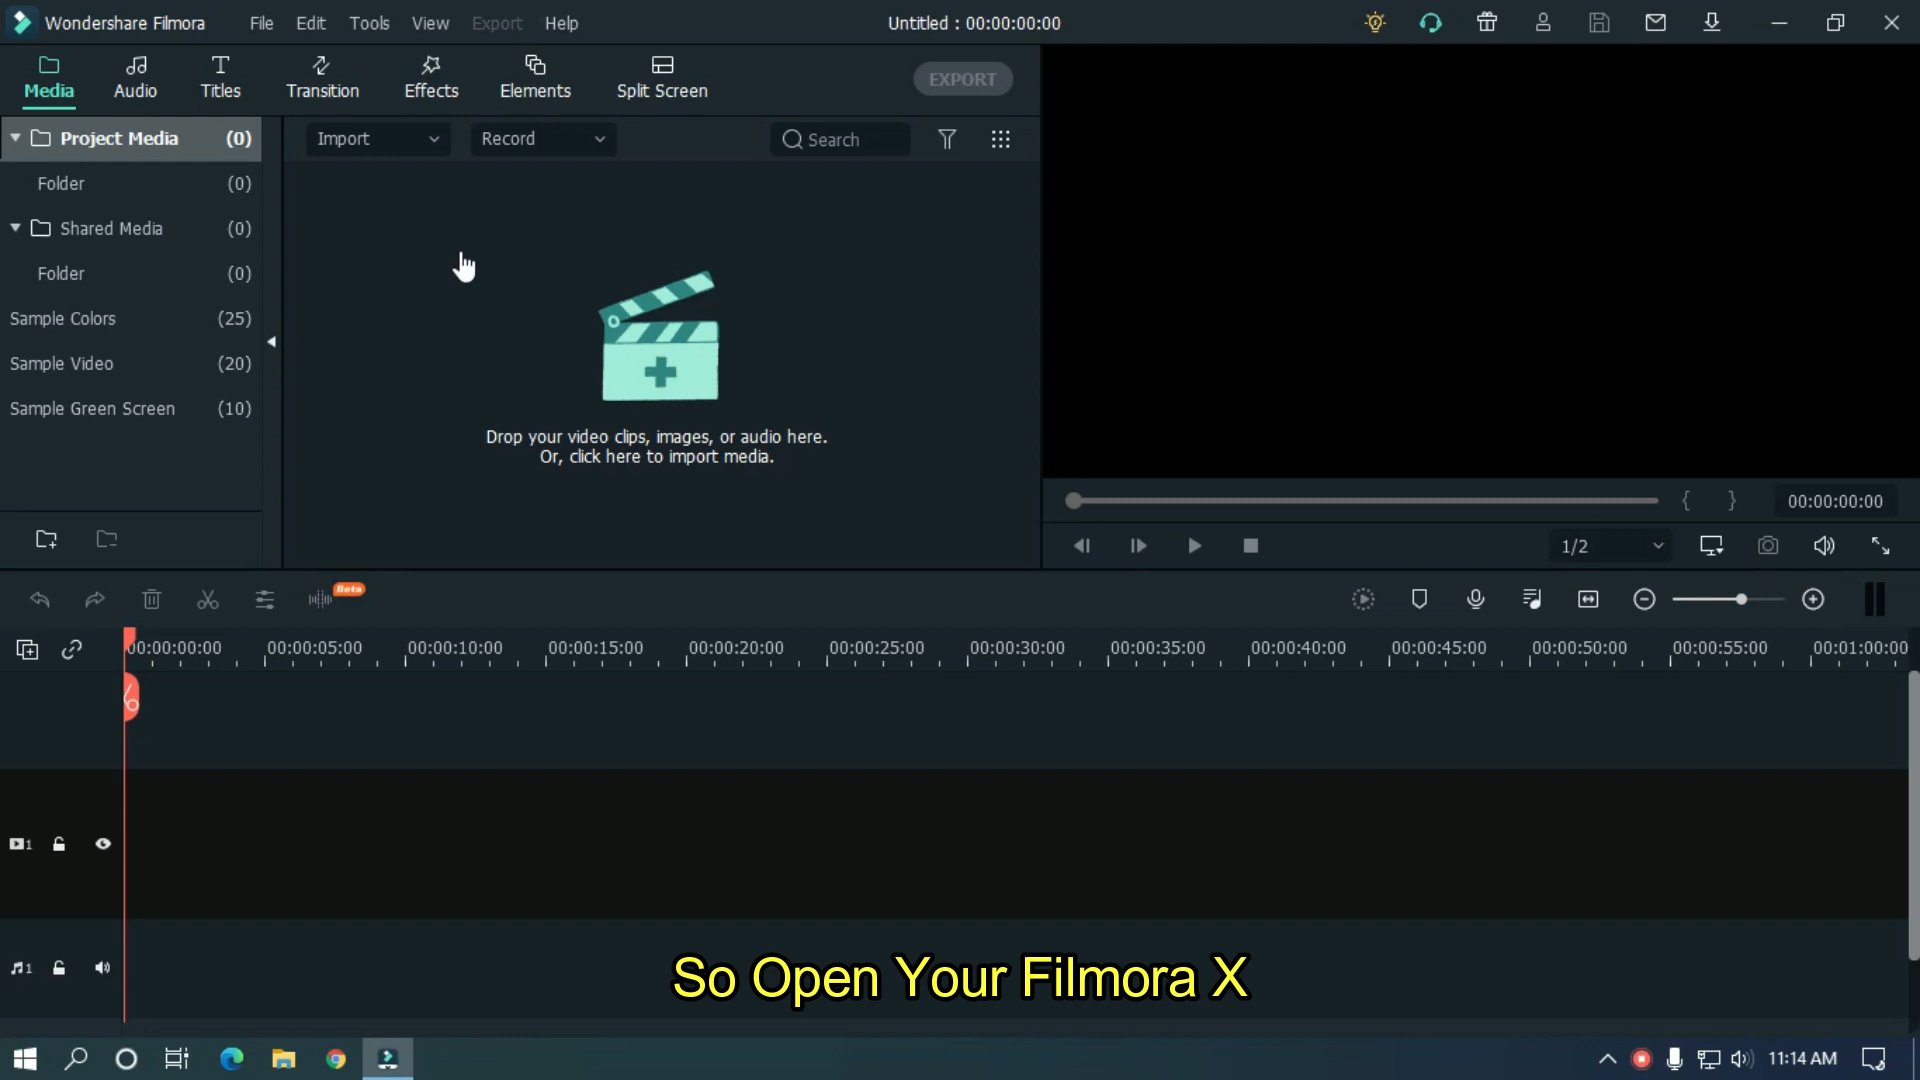 Wondershare Filmora File Edit Tools View Export Help Untitled : 00:00:00:00
Media Audio Titles Transition Effects Elements Split Screen EXPORT
Project Media (0) Import Record Search
Folder (0)
Shared Media (0)
Folder (0)
Sample Colors (25)
Sample Video (20)
Sample Green Screen (10)
Drop your video clips, images, or audio here.
Or, click here to import media.
{ } 00:00:00:00
1/2
Beta
00:00:00:00 00:00:05:00 00:00:10:00 00:00:15:00 00:00:20:00 00:00:25:00 00:00:30:00 00:00:35:00 00:00:40:00 00:00:45:00 00:00:50:00 00:00:55:00 00:01:00:00
1
1
So Open Your Filmora X
11:14 AM